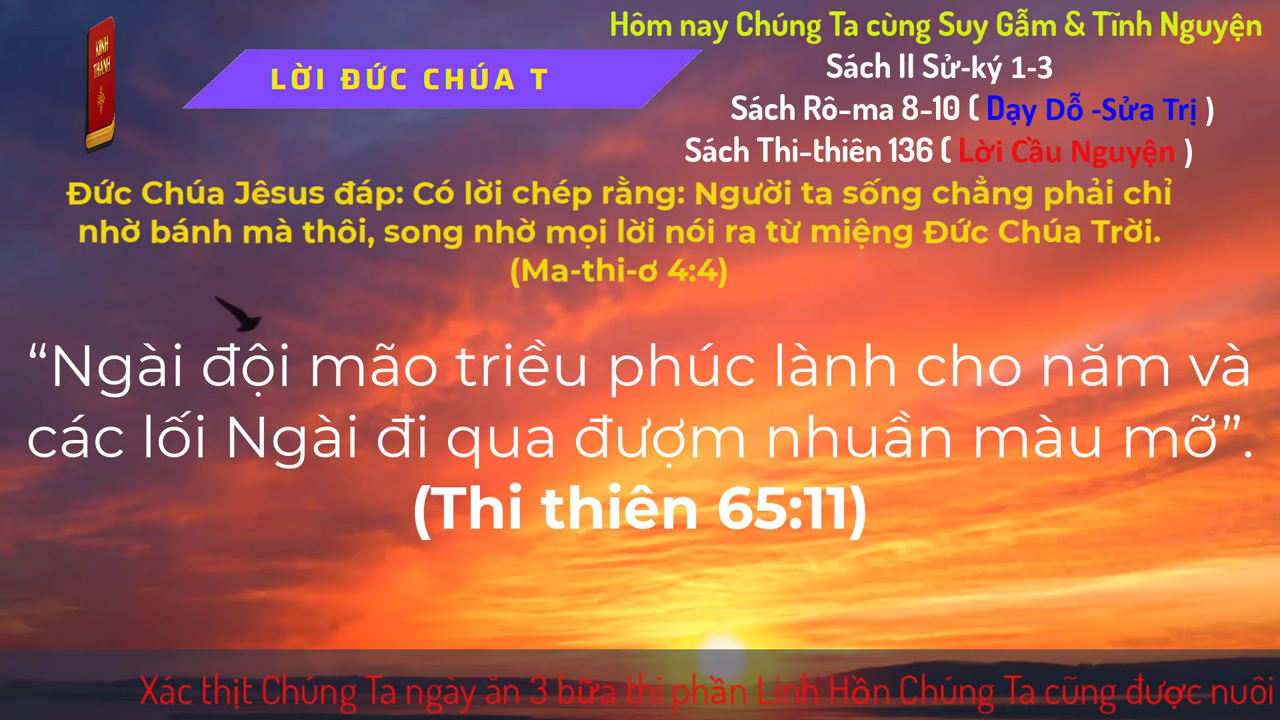 Hôm nay Chúng Ta cùng Suy Gẫm & Tĩnh Nguyện
KINH
THÁNH
LỜI ĐỨC CHÚA T
Sách II Sử-ký 1-3
Sách Rô-ma 8-10 ( Dạy Dỗ -Sửa Trị )
Sách Thi-thiên 136 ( Lời Cầu Nguyện )
Đức Chúa Jêsus đáp: Có lời chép rằng: Người ta sống chẳng phải chỉ
nhờ bánh mà thôi, song nhờ mọi lời nói ra từ miệng Đức Chúa Trời.
(Ma-thi-ơ 4:4)
“Ngài đội mão triều phúc lành cho năm và
các lối Ngài đi qua đượm nhuần màu mỡ”.
(Thi thiên 65:11)
Xác thịt Chúng Ta ngày ăn 3 bữa thì phần Linh Hồn Chúng Ta cũng được nuôi